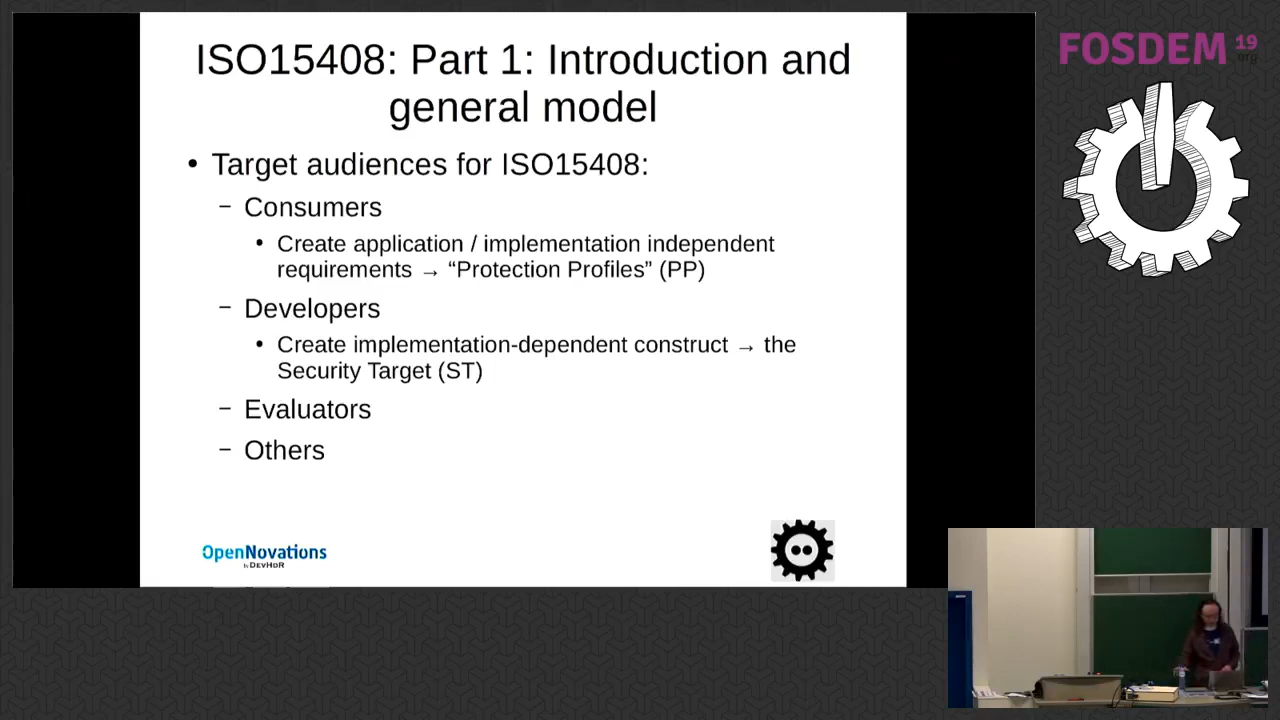 ISO15408: Part 1: Introduction and
general model
• Target audiences for ISO15408:
– Consumers
• Create application / implementation independent
requirements → “Protection Profiles” (PP)
– Developers
• Create implementation-dependent construct → the
Security Target (ST)
– Evaluators
– Others
OpenNovations
by DEVHDR
FOSDEM 19
.org